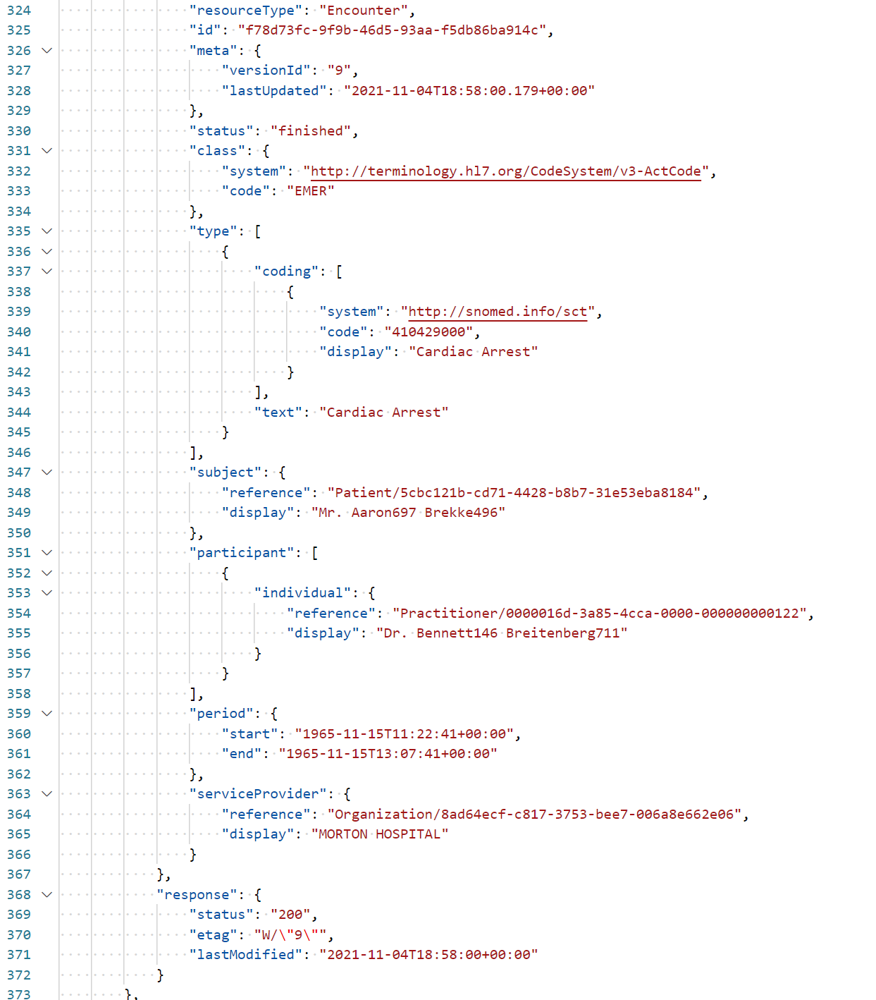 324 "resourceType": "Encounter",
325 "id": "f78d73fc-9f9b-46d5-93aa-f5db86ba914c",
326 "meta": {
327 "versionId": "9",
328 "lastUpdated": "2021-11-04T18:58:00.179+00:00"
329 },
330 "status": "finished",
331 "class": {
332 "system": "http://terminology.hl7.org/CodeSystem/v3-ActCode",
333 "code": "EMER"
334 },
335 "type": [
336 {
337 "coding": [
338 {
339 "system": "http://snomed.info/sct",
340 "code": "410429000",
341 "display": "Cardiac Arrest"
342 }
343 ],
344 "text": "Cardiac Arrest"
345 }
346 ],
347 "subject": {
348 "reference": "Patient/5cbc121b-cd71-4428-b8b7-31e53eba8184",
349 "display": "Mr. Aaron697 Brekke496"
350 },
351 "participant": [
352 {
353 "individual": {
354 "reference": "Practitioner/0000016d-3a85-4cca-0000-000000000122",
355 "display": "Dr. Bennett146 Breitenberg711"
356 }
357 }
358 ],
359 "period": {
360 "start": "1965-11-15T11:22:41+00:00",
361 "end": "1965-11-15T13:07:41+00:00"
362 },
363 "serviceProvider": {
364 "reference": "Organization/8ad64ecf-c817-3753-bee7-006a8e662e06",
365 "display": "MORTON HOSPITAL"
366 }
367 },
368 "response": {
369 "status": "200",
370 "etag": "W/\"9\"",
371 "lastModified": "2021-11-04T18:58:00+00:00"
372 }
373 },